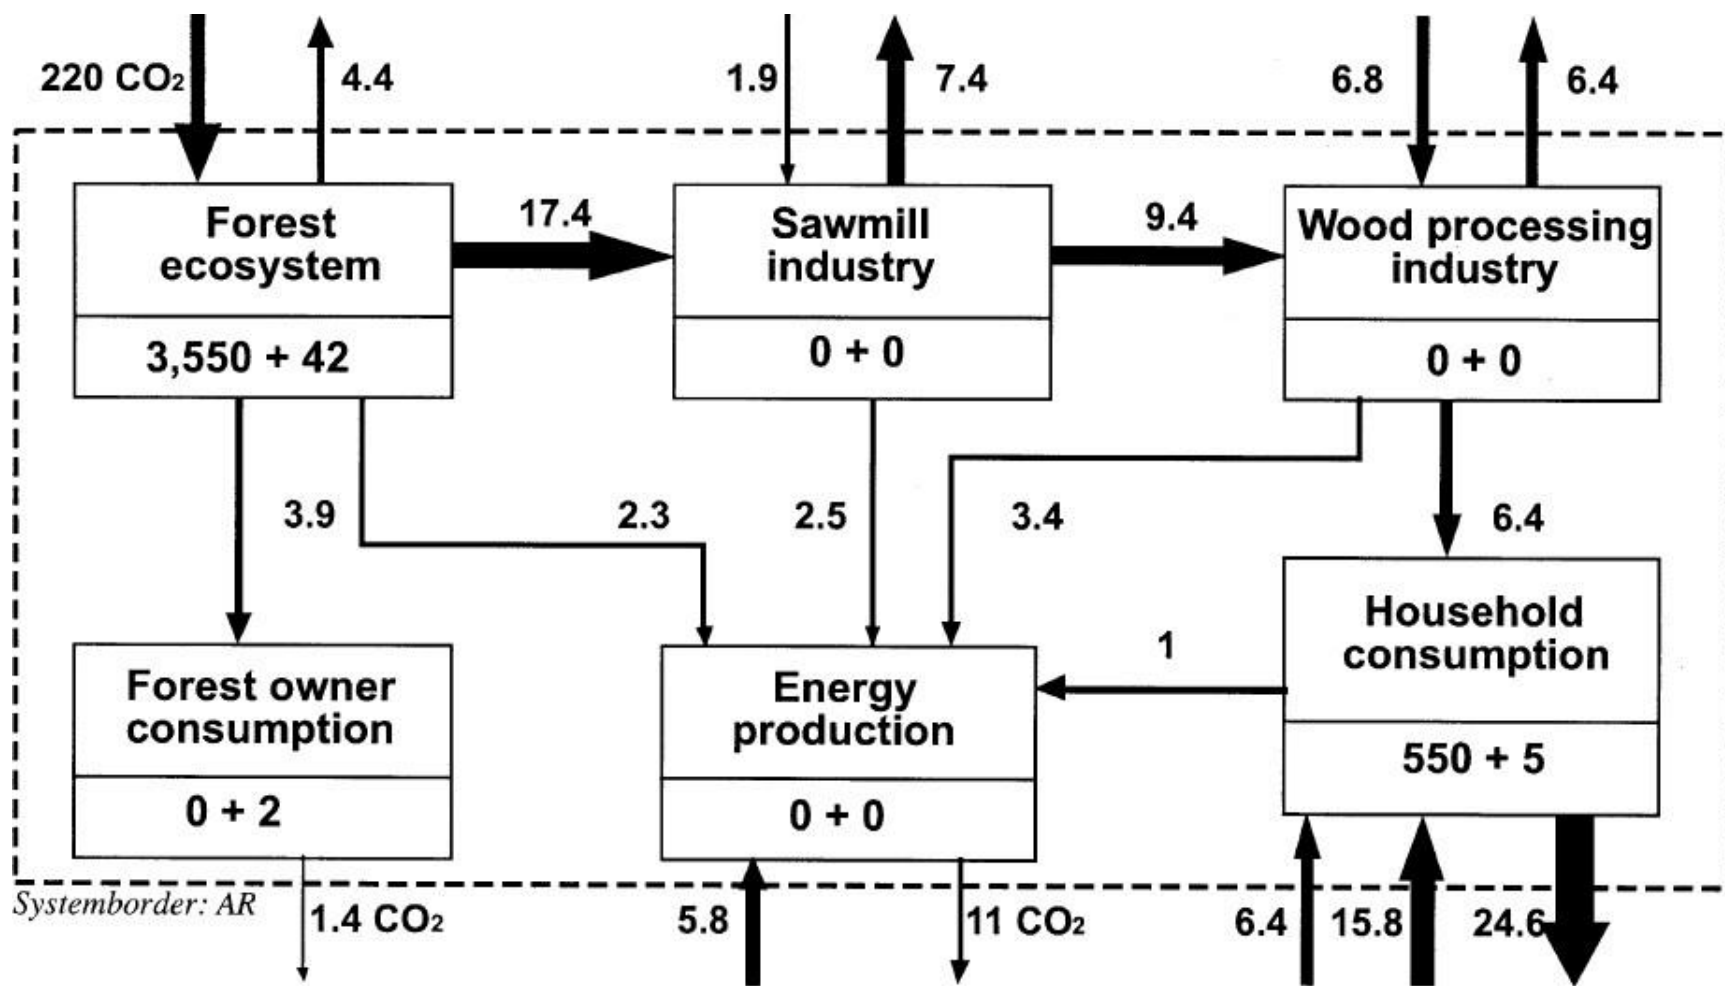 220 CO₂
4.4
1.9
7.4
6.8
6.4
Forest
ecosystem
3,550 + 42
17.4
Sawmill
industry
0 + 0
9.4
Wood processing
industry
0 + 0
3.9
2.3
2.5
3.4
6.4
Forest owner
consumption
0 + 2
Energy
production
0 + 0
1
Household
consumption
550 + 5
Systemborder: AR
1.4 CO₂
5.8
11 CO₂
6.4
15.8
24.6